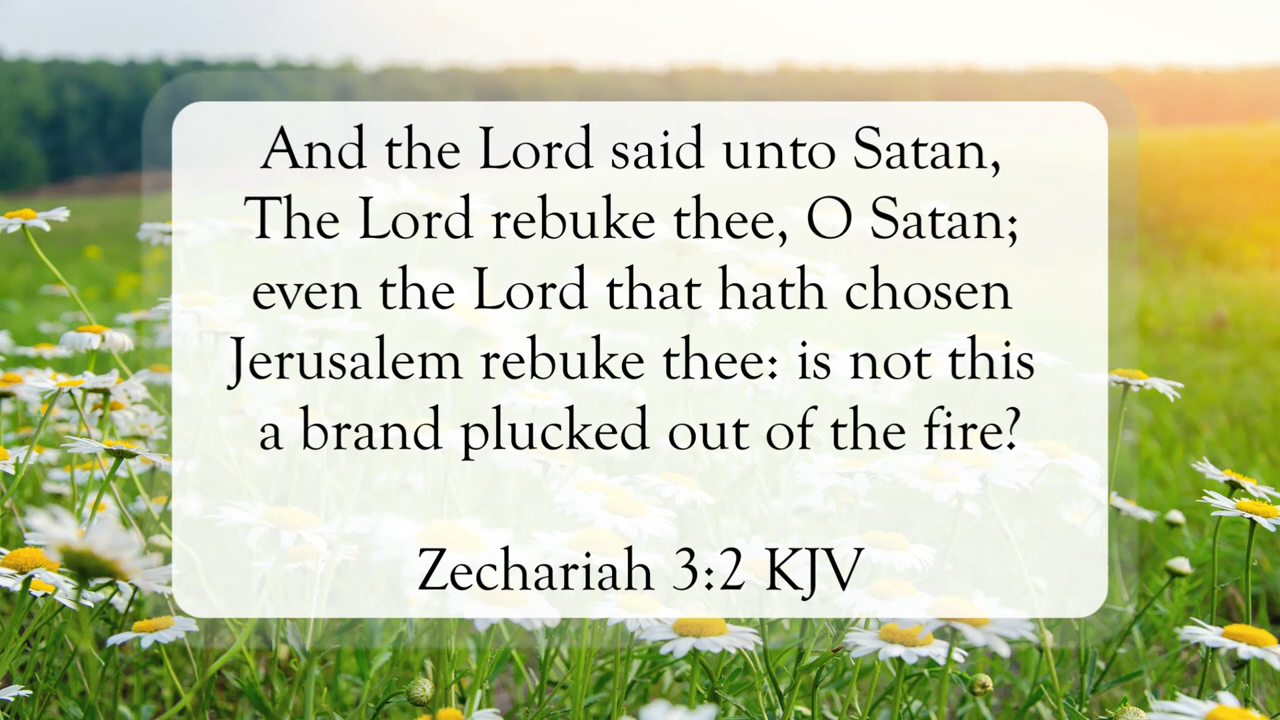 And the Lord said unto Satan,
The Lord rebuke thee, O Satan;
even the Lord that hath chosen
Jerusalem rebuke thee: is not this
a brand plucked out of the fire?
Zechariah 3:2 KJV